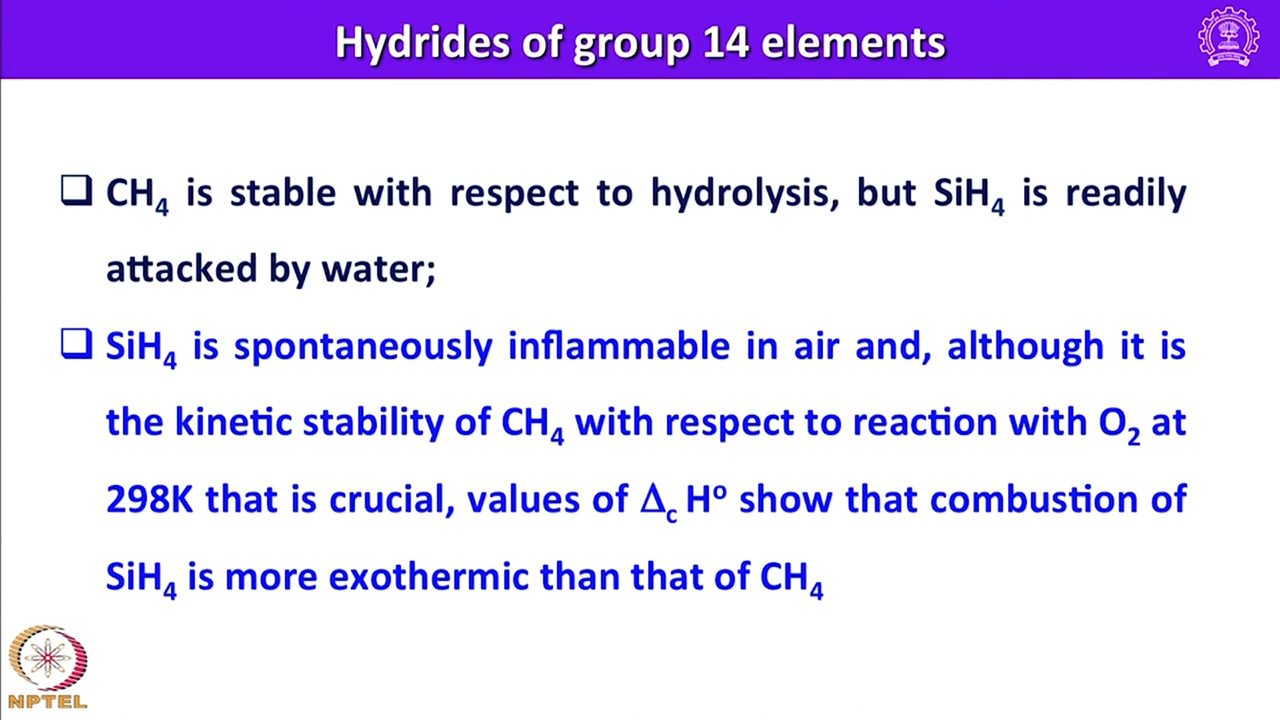 Hydrides of group 14 elements
❑ CH₄ is stable with respect to hydrolysis, but SiH₄ is readily
attacked by water;
❑ SiH₄ is spontaneously inflammable in air and, although it is
the kinetic stability of CH₄ with respect to reaction with O₂ at
298K that is crucial, values of Δc Hᵒ show that combustion of
SiH₄ is more exothermic than that of CH₄
NPTEL